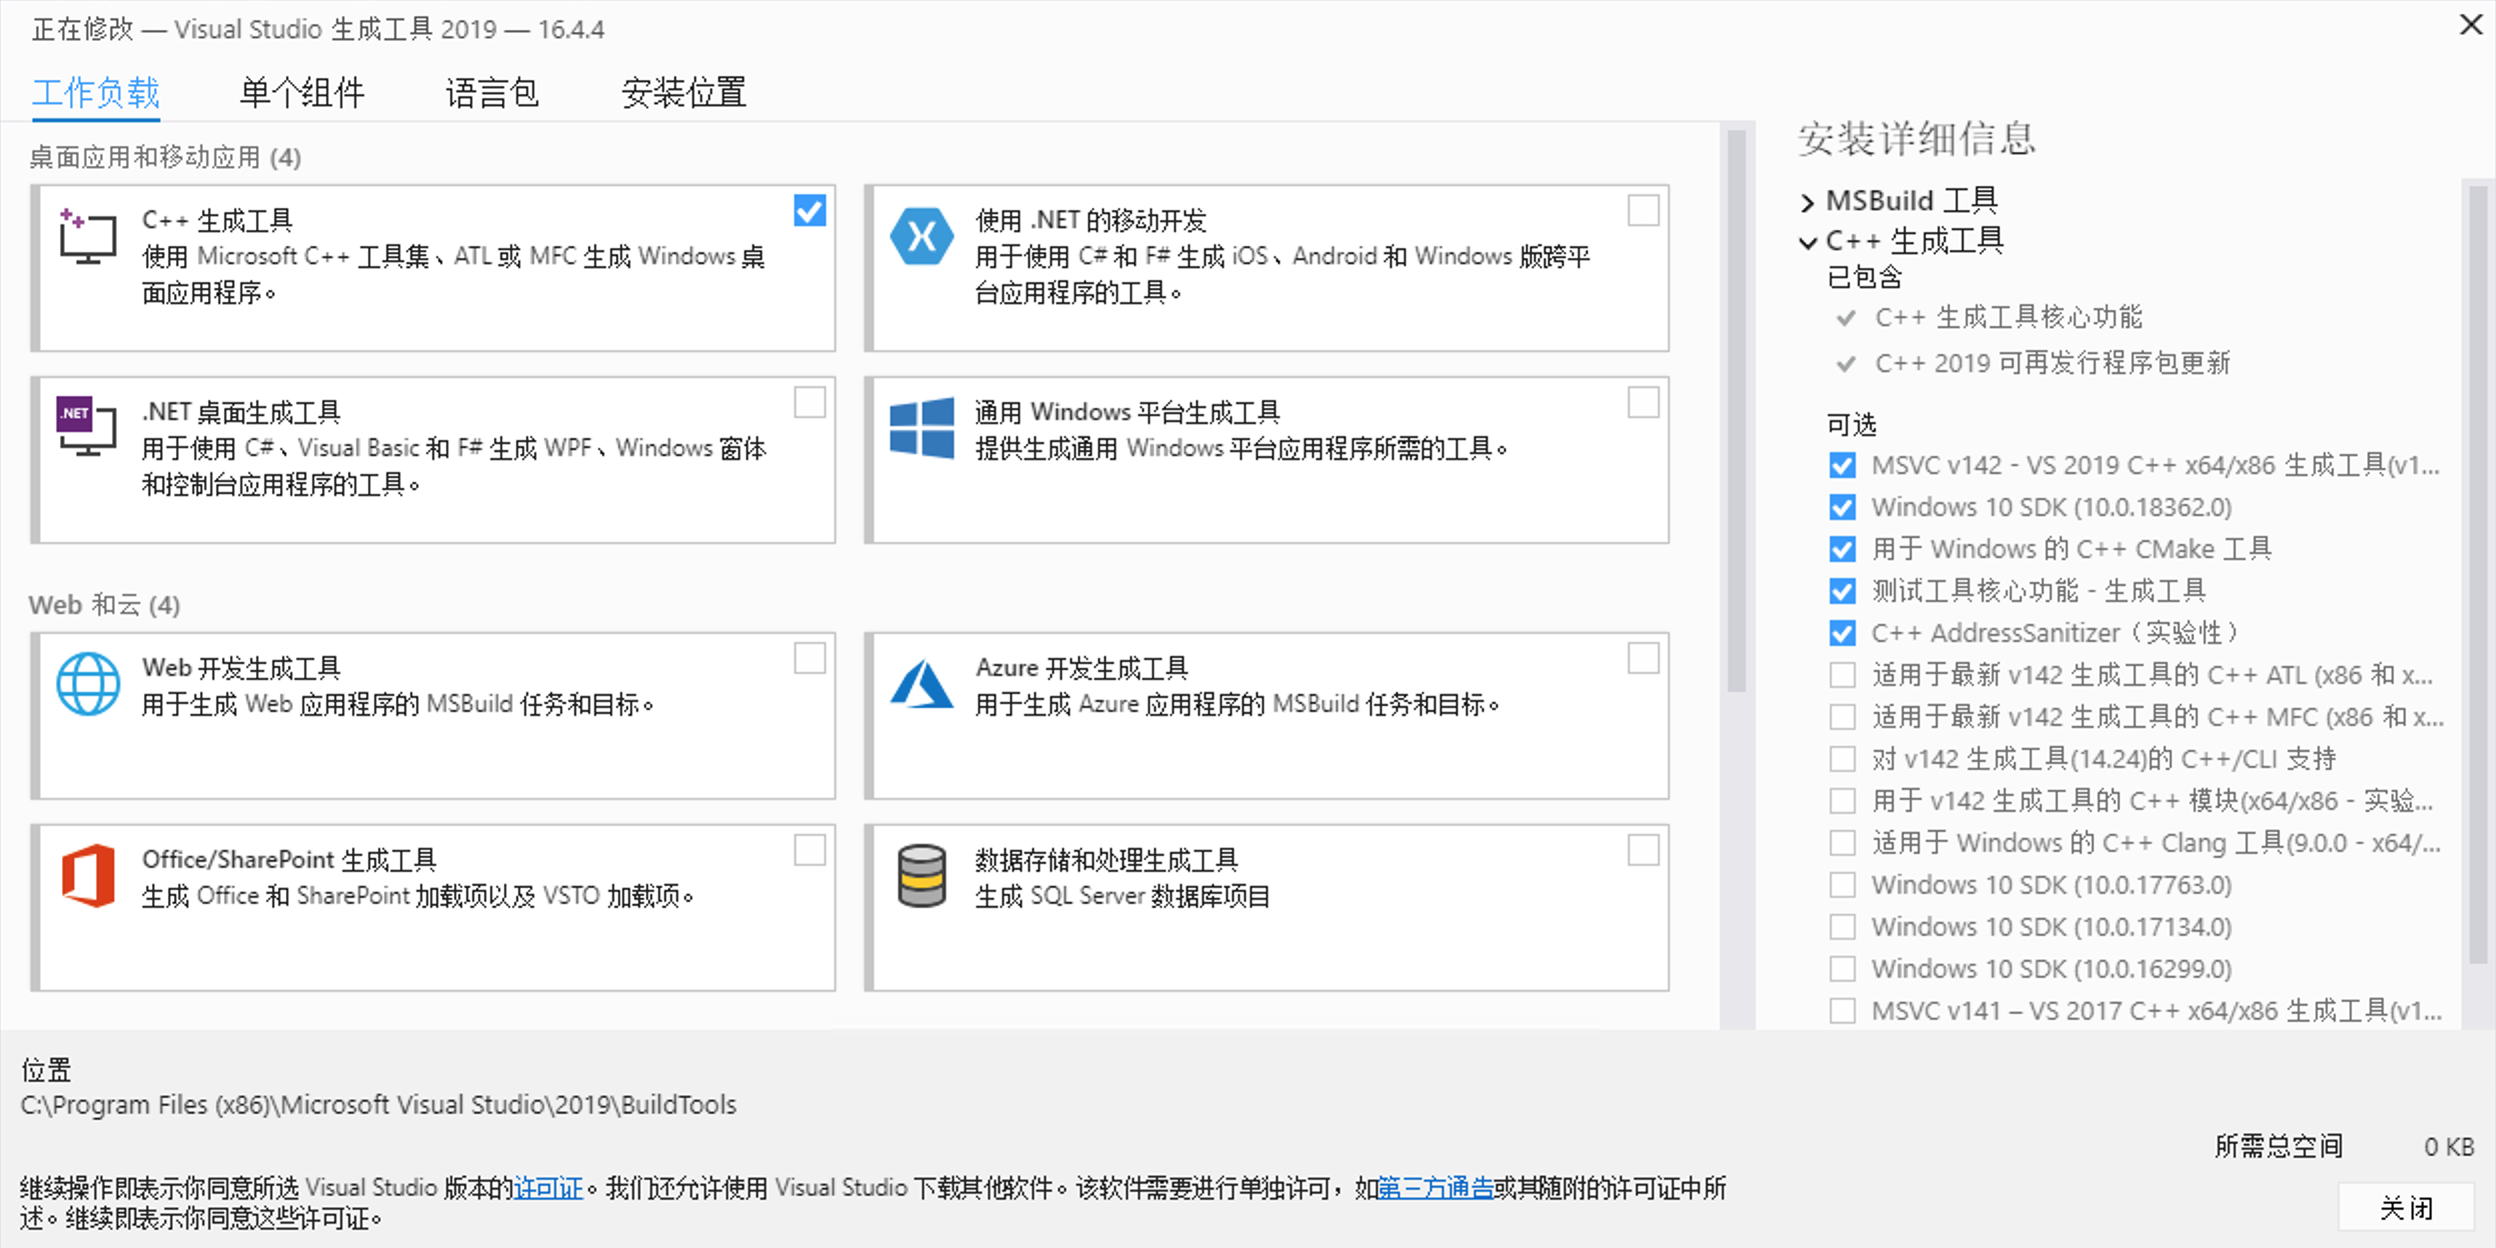 正在修改 — Visual Studio 生成工具 2019 — 16.4.4
工作负载 单个组件 语言包 安装位置
桌面应用和移动应用 (4)
C++ 生成工具
使用 Microsoft C++ 工具集、ATL 或 MFC 生成 Windows 桌
面应用程序。
使用 .NET 的移动开发
用于使用 C# 和 F# 生成 iOS、Android 和 Windows 版跨平
台应用程序的工具。
.NET
.NET 桌面生成工具
用于使用 C#、Visual Basic 和 F# 生成 WPF、Windows 窗体
和控制台应用程序的工具。
通用 Windows 平台生成工具
提供生成通用 Windows 平台应用程序所需的工具。
Web 和云 (4)
Web 开发生成工具
用于生成 Web 应用程序的 MSBuild 任务和目标。
Azure 开发生成工具
用于生成 Azure 应用程序的 MSBuild 任务和目标。
Office/SharePoint 生成工具
生成 Office 和 SharePoint 加载项以及 VSTO 加载项。
数据存储和处理生成工具
生成 SQL Server 数据库项目
安装详细信息
MSBuild 工具
C++ 生成工具
已包含
C++ 生成工具核心功能
C++ 2019 可再发行程序包更新
可选
MSVC v142 - VS 2019 C++ x64/x86 生成工具(v1...
Windows 10 SDK (10.0.18362.0)
用于 Windows 的 C++ CMake 工具
测试工具核心功能 - 生成工具
C++ AddressSanitizer（实验性）
适用于最新 v142 生成工具的 C++ ATL (x86 和 x...
适用于最新 v142 生成工具的 C++ MFC (x86 和 x...
对 v142 生成工具(14.24)的 C++/CLI 支持
用于 v142 生成工具的 C++ 模块(x64/x86 - 实验...
适用于 Windows 的 C++ Clang 工具(9.0.0 - x64/...
Windows 10 SDK (10.0.17763.0)
Windows 10 SDK (10.0.17134.0)
Windows 10 SDK (10.0.16299.0)
MSVC v141 – VS 2017 C++ x64/x86 生成工具(v1...
位置
C:\Program Files (x86)\Microsoft Visual Studio\2019\BuildTools
所需总空间 0 KB
继续操作即表示你同意所选 Visual Studio 版本的许可证。我们还允许使用 Visual Studio 下载其他软件。该软件需要进行单独许可，如第三方通告或其随附的许可证中所
述。继续即表示你同意这些许可证。
关闭